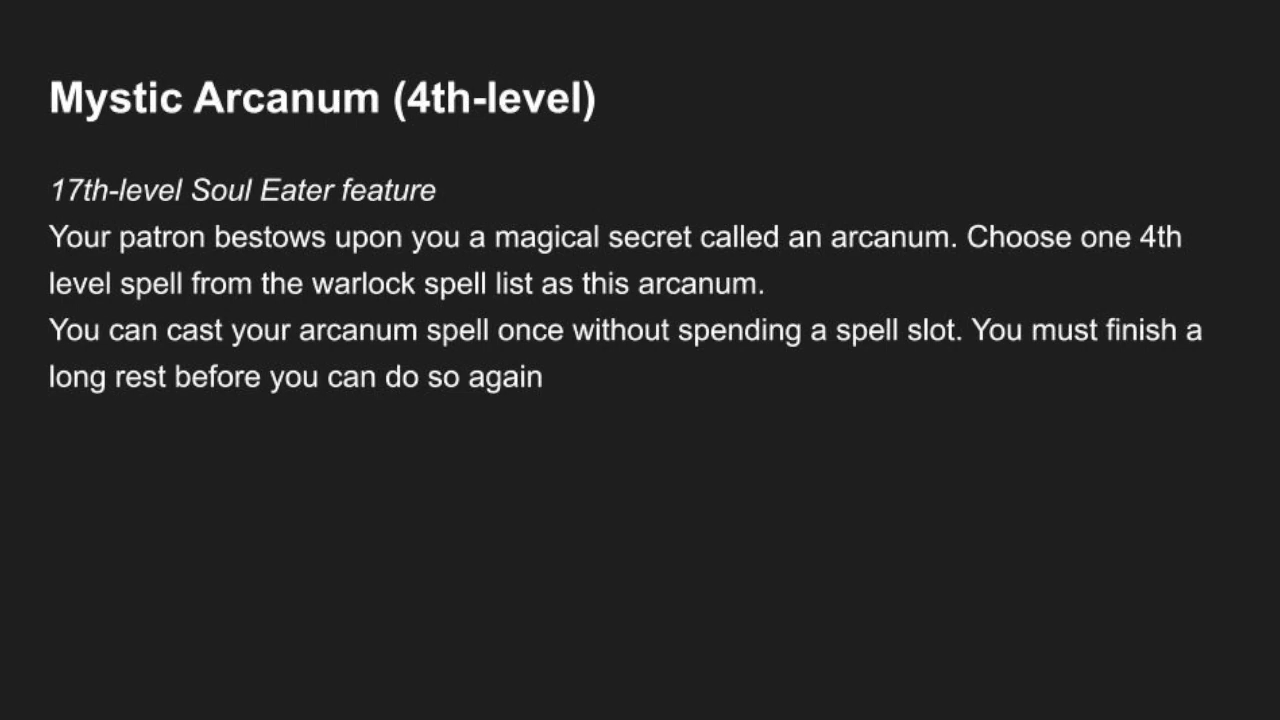 Mystic Arcanum (4th-level)
17th-level Soul Eater feature
Your patron bestows upon you a magical secret called an arcanum. Choose one 4th
level spell from the warlock spell list as this arcanum.
You can cast your arcanum spell once without spending a spell slot. You must finish a
long rest before you can do so again